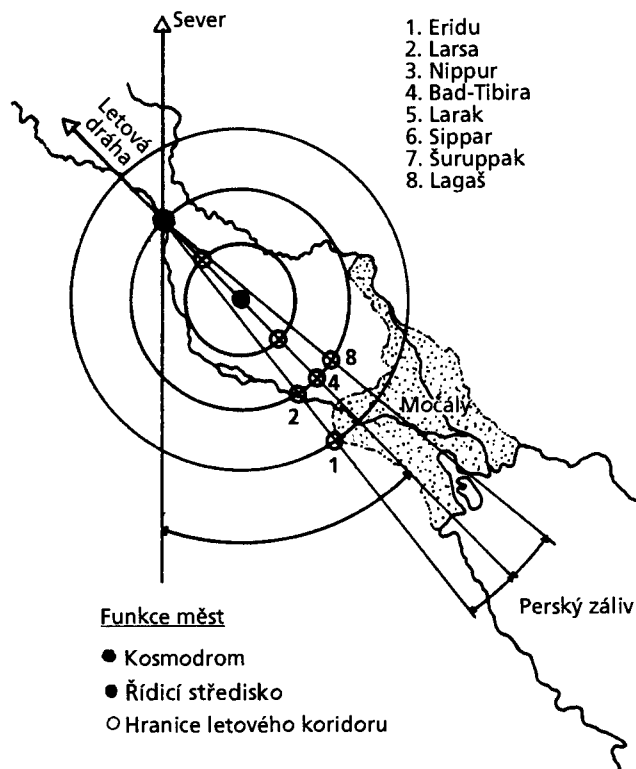 Sever
1. Eridu
2. Larsa
3. Nippur
4. Bad-Tibira
5. Larak
6. Sippar
7. Šuruppak
8. Lagaš
Letová
dráha
8
4
2
Močály
1
Perský záliv
Funkce měst
Kosmodrom
Řídicí středisko
Hranice letového koridoru